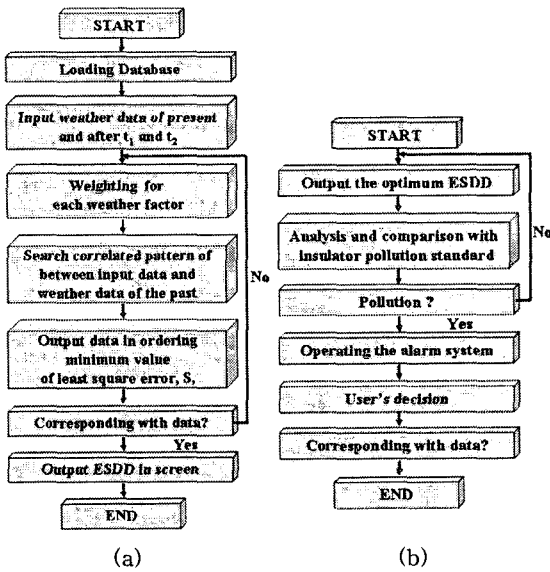 START
Loading Database
Input weather data of present
and after t₁ and t₂
Weighting for
each weather factor
Search correlated pattern of
between input data and
weather data of the past
Output data in ordering
minimum value
of least square error, S,
Corresponding with data?
No
Yes
Output ESDD in screen
END
(a)
START
Output the optimum ESDD
Analysis and comparison with
insulator pollution standard
No
Pollution ?
Yes
Operating the alarm system
User's decision
Corresponding with data?
END
(b)